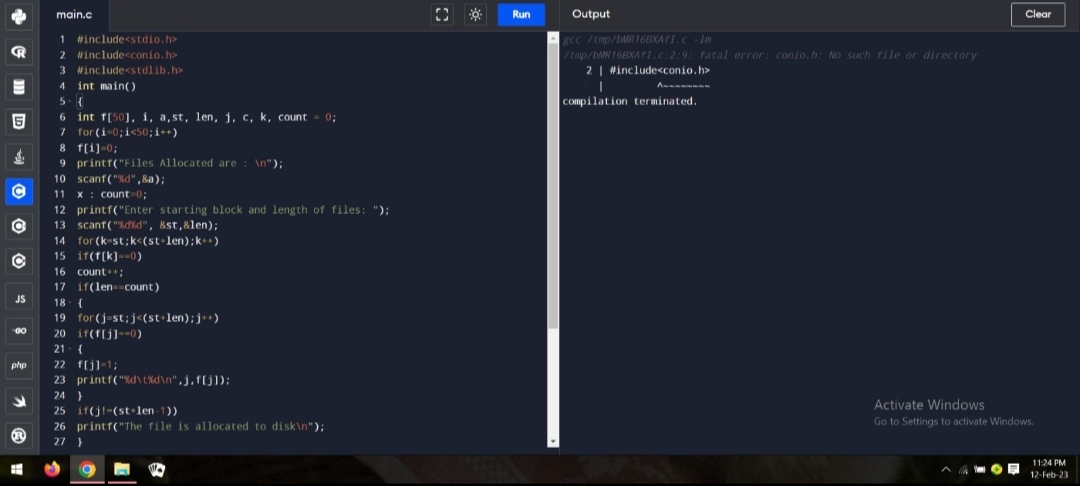 main.c
Run
Output
Clear
1 #include<stdio.h>
2 #include<conio.h>
3 #include<stdlib.h>
4 int main()
5 {
6 int f[50], i, a,st, len, j, c, k, count = 0;
7 for(i=0;i<50;i++)
8 f[i]=0;
9 printf("Files Allocated are : \n");
10 scanf("%d",&a);
11 x : count=0;
12 printf("Enter starting block and length of files: ");
13 scanf("%d%d", &st,&len);
14 for(k=st;k<(st+len);k++)
15 if(f[k]==0)
16 count++;
17 if(len==count)
18 {
19 for(j=st;j<(st+len);j++)
20 if(f[j]==0)
21 {
22 f[j]=1;
23 printf("%d\t%d\n",j,f[j]);
24 }
25 if(j!=(st+len-1))
26 printf("The file is allocated to disk\n");
27 }
gcc /tmp/bMR16BXAfI.c -lm
/tmp/bMR16BXAfI.c:2:9: fatal error: conio.h: No such file or directory
2 | #include<conio.h>
| ^~~~~~~~~
compilation terminated.
JS
GO
php
Activate Windows
Go to Settings to activate Windows.
11:24 PM
12-Feb-23